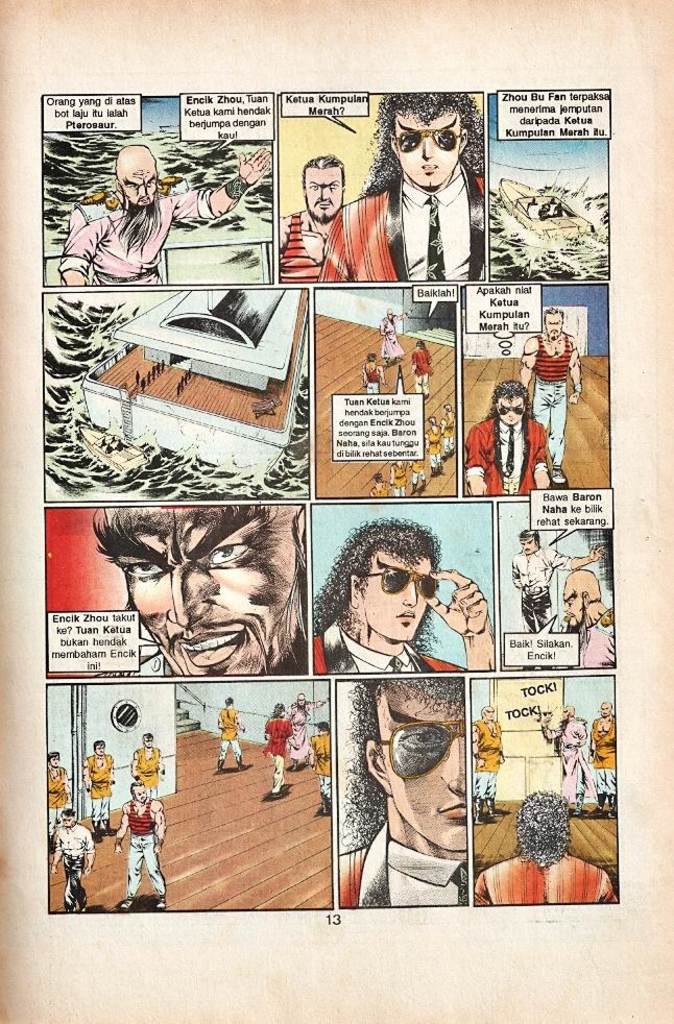 Orang yang di atas
bot laju itu ialah
Pterosaur.
Encik Zhou, Tuan
Ketua kami hendak
berjumpa dengan
kau!
Ketua Kumpulan
Merah?
Zhou Bu Fan terpaksa
menerima jemputan
daripada Ketua
Kumpulan Merah itu.
Baiklah!
Tuan Ketua kami
hendak berjumpa
dengan Encik Zhou
seorang saja. Baron
Naha, sila kau tunggu
di bilik rehat sebentar.
Apakah niat
Ketua
Kumpulan
Merah itu?
Encik Zhou takut
ke? Tuan Ketua
bukan hendak
membaham Encik
ini!
Bawa Baron
Naha ke bilik
rehat sekarang.
Baik! Silakan.
Encik!
TOCK!
TOCK!
13